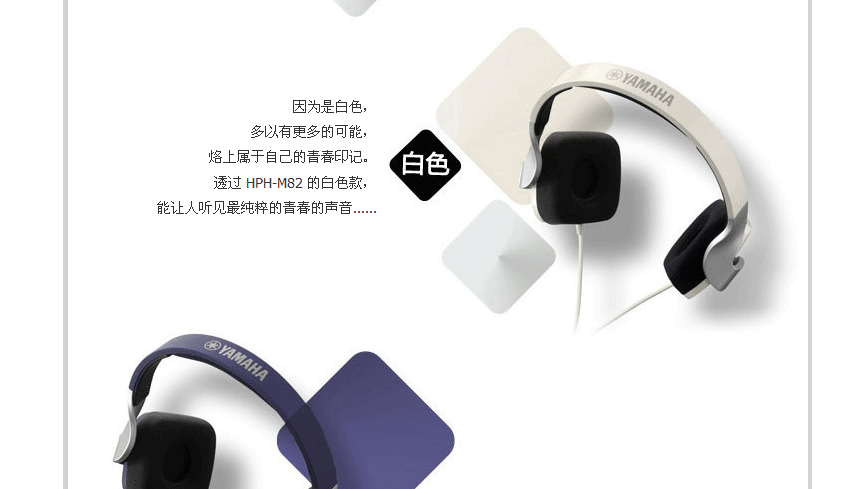 YAMAHA
因为是白色，
多以有更多的可能，
烙上属于自己的青春印记。
透过 HPH-M82 的白色款，
能让人听见最纯粹的青春的声音......
白色
YAMAHA